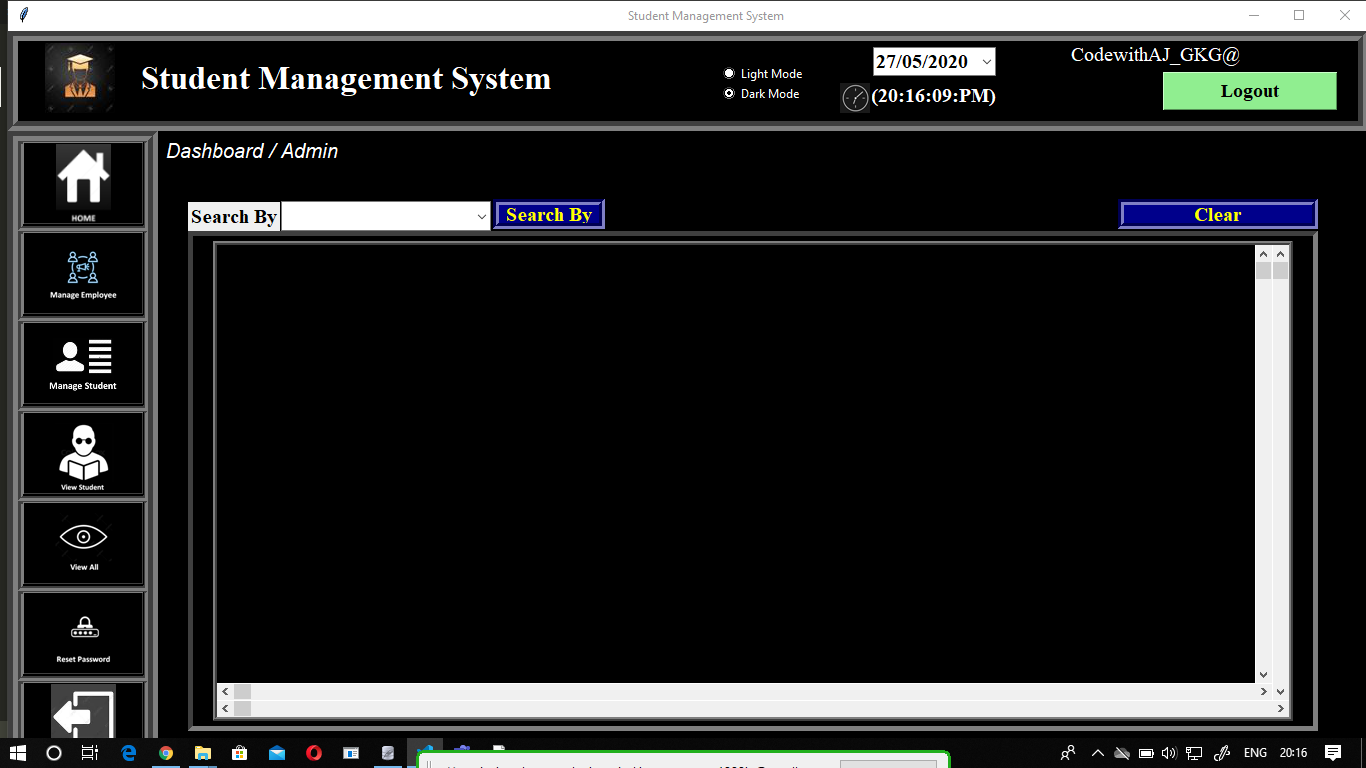 Student Management System
Student Management System
Light Mode
Dark Mode
27/05/2020
(20:16:09:PM)
CodewithAJ_GKG@
Logout
Dashboard / Admin
HOME
Manage Employee
Manage Student
View Student
View All
Reset Password
Search By
Search By
Clear
ENG
20:16